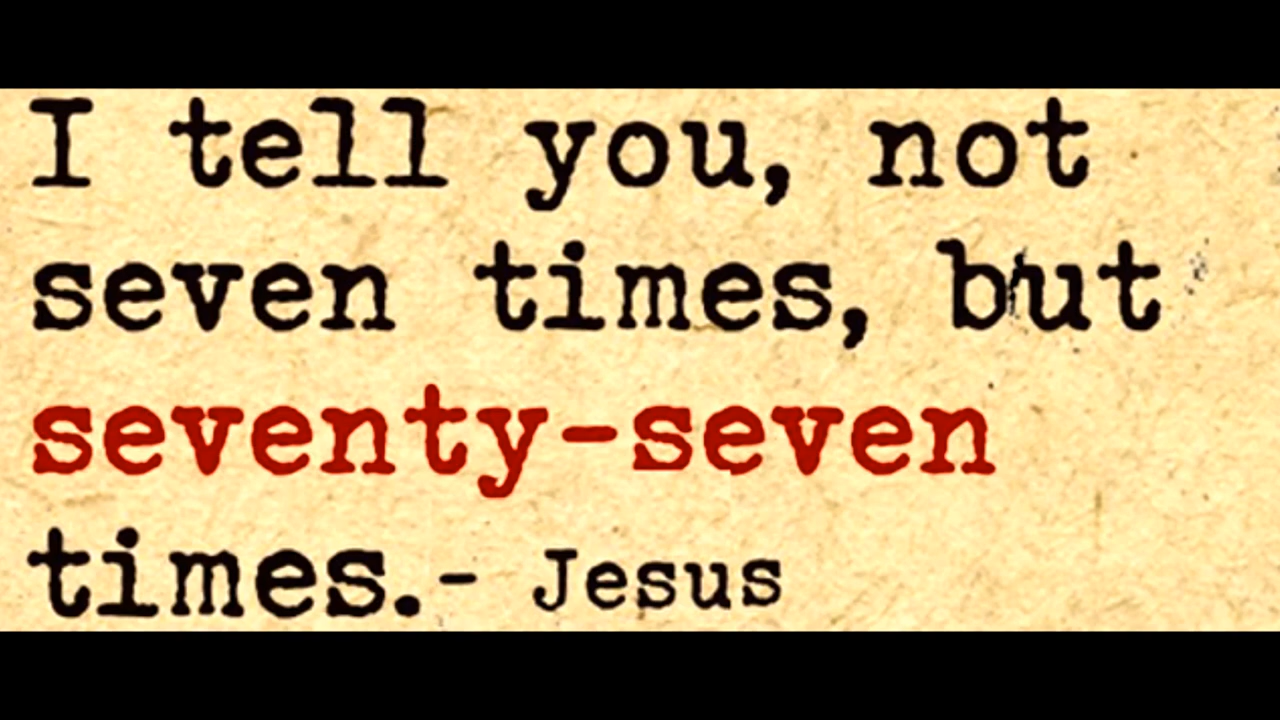 I tell you, not
seven times, but
seventy-seven
times.- Jesus